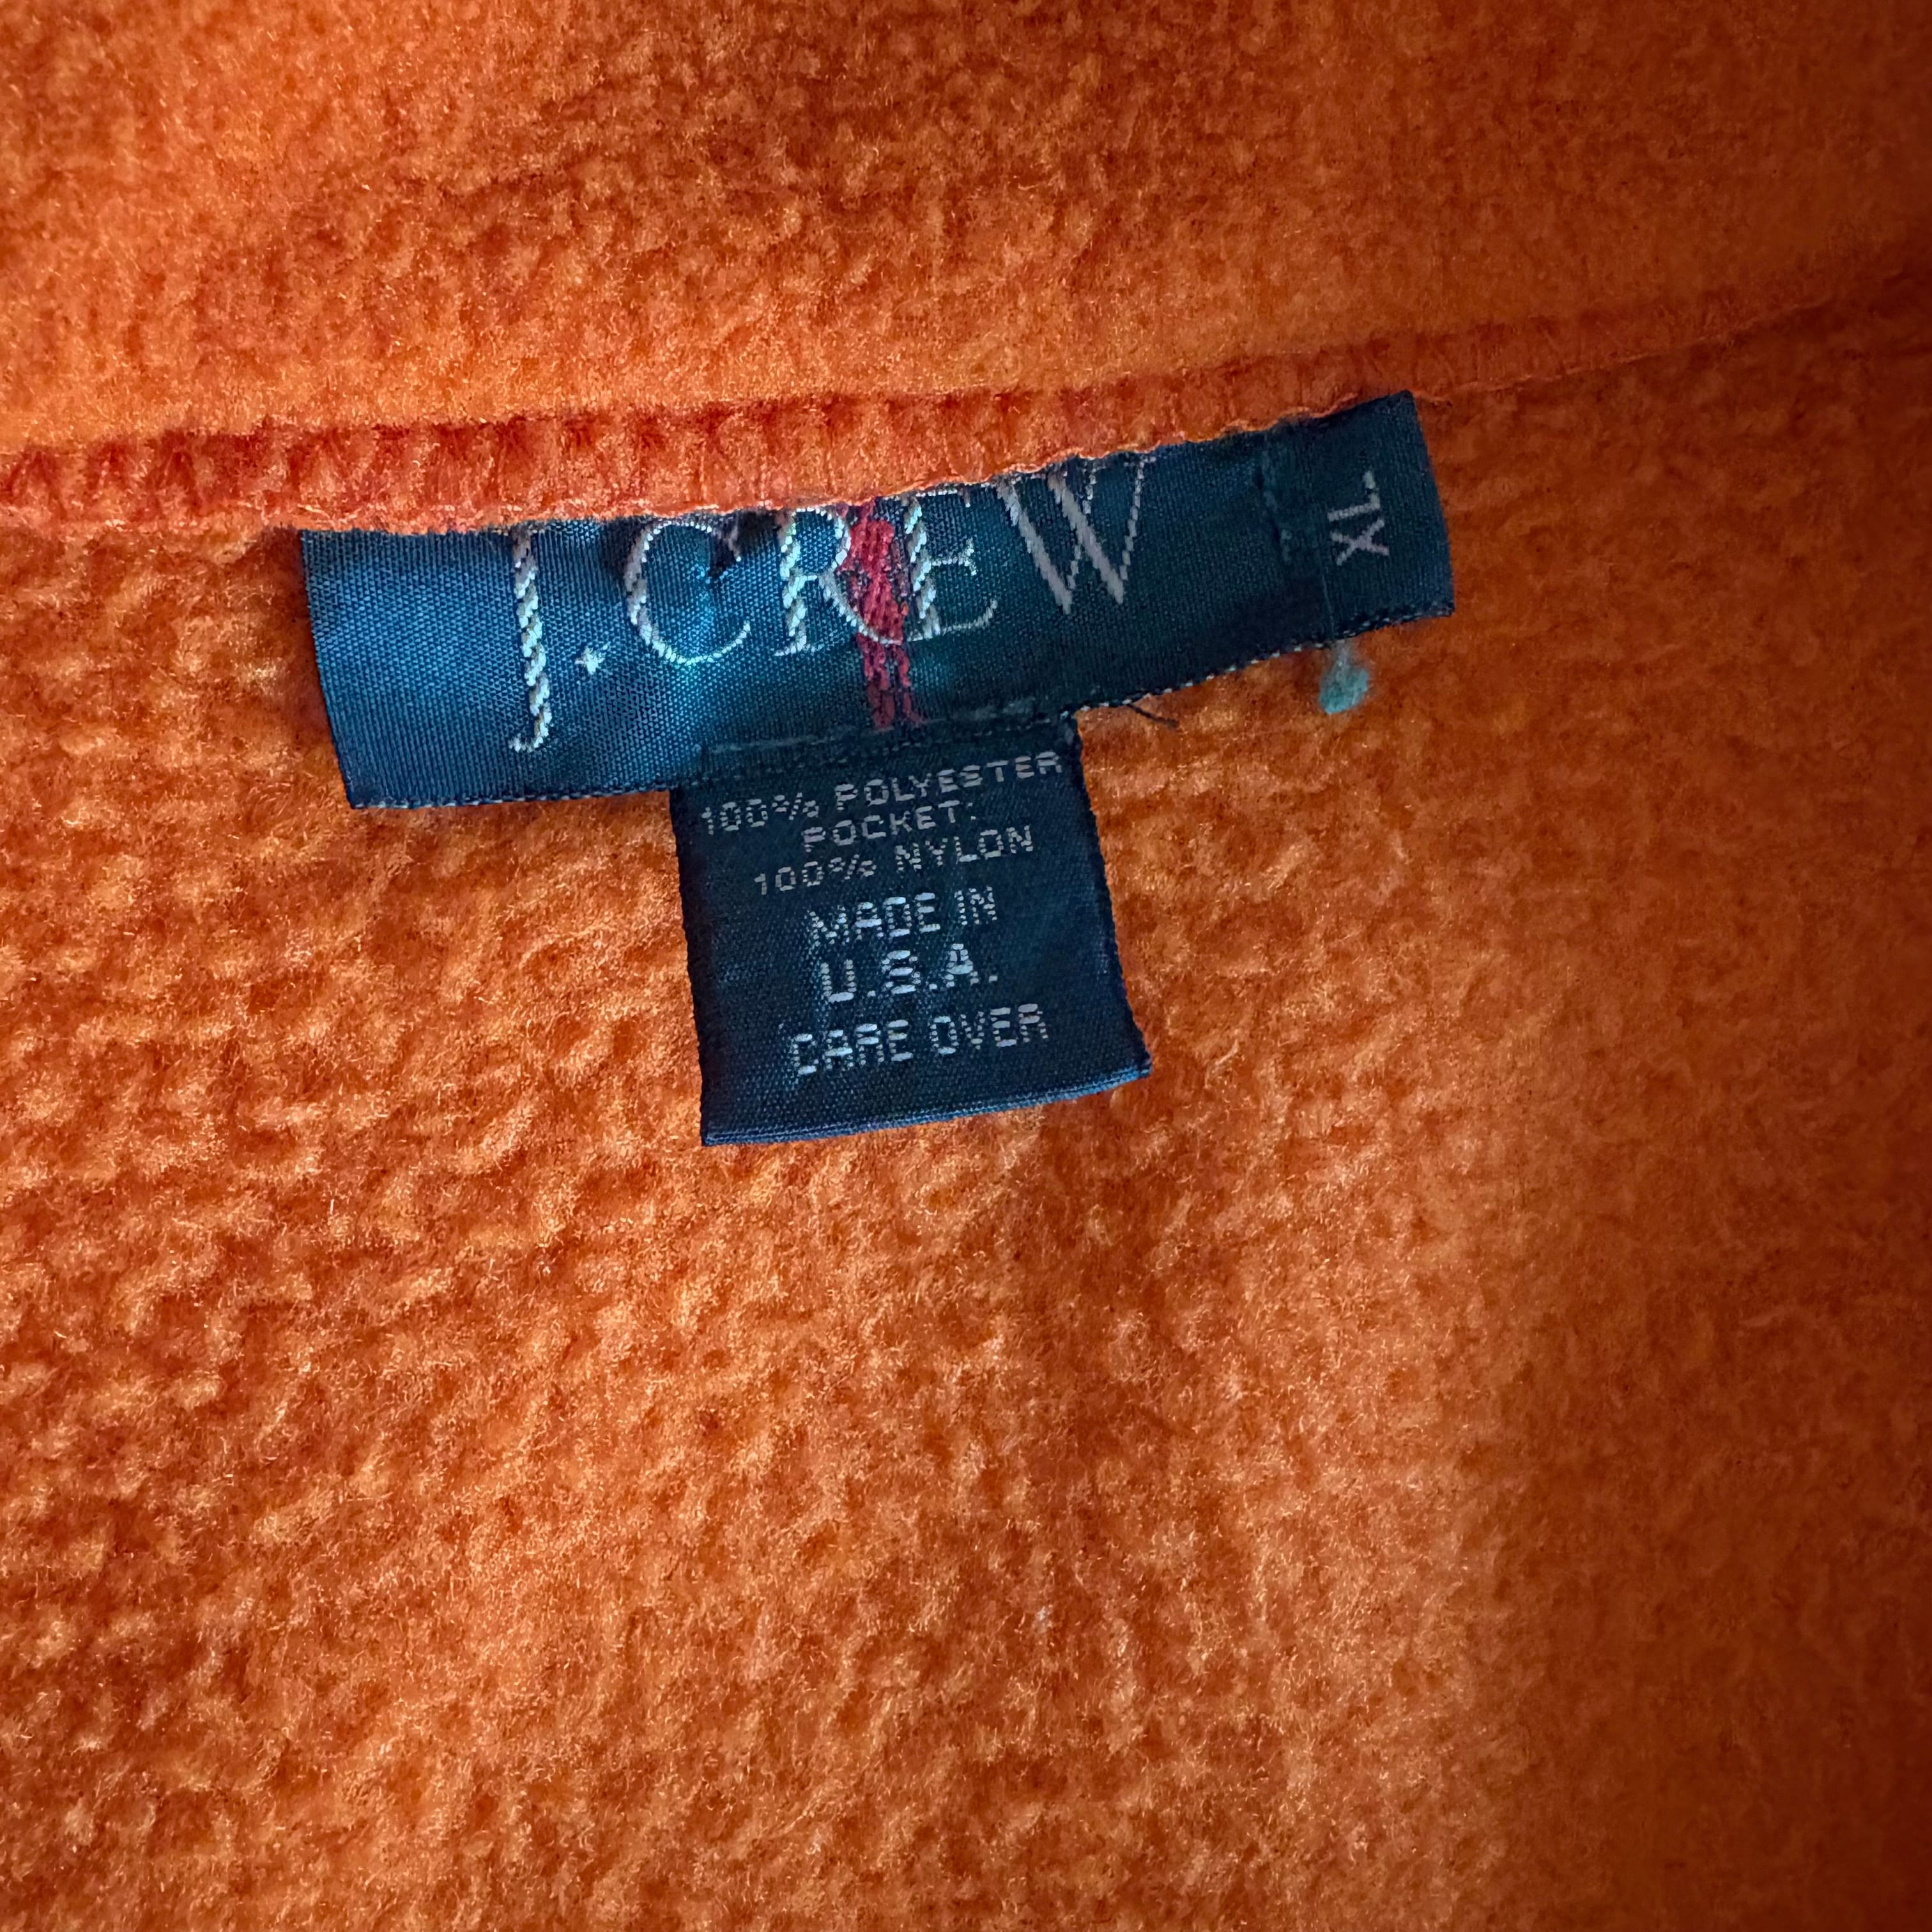 J.CREW
XL
100% POLYESTER
POCKET:
100% NYLON
MADE IN
U.S.A.
CARE OVER